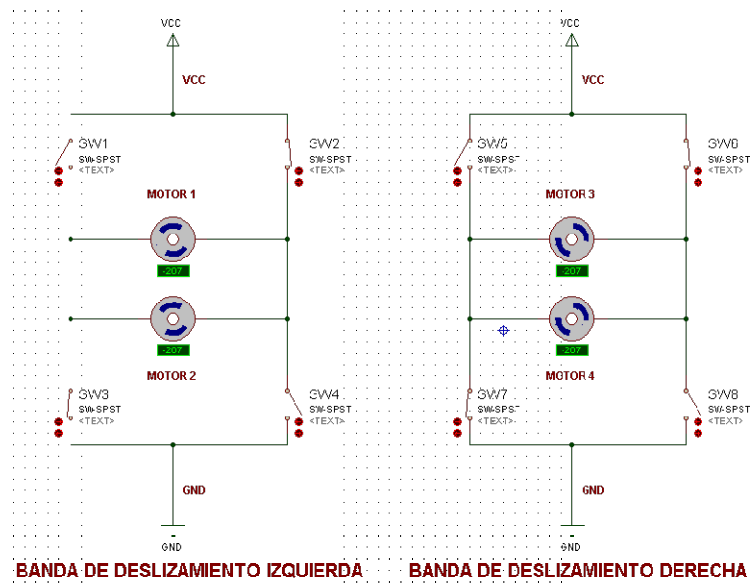 VCC
VCC
SW1
SW-SPST
<TEXT>
SW2
SW-SPST
<TEXT>
MOTOR 1
-207
-207
MOTOR 2
SW3
SW-SPST
<TEXT>
SW4
SW-SPST
<TEXT>
GND
GND
BANDA DE DESLIZAMIENTO IZQUIERDA
VCC
VCC
SW5
SW-SPST
<TEXT>
SW6
SW-SPST
<TEXT>
MOTOR 3
-207
-207
MOTOR 4
SW7
SW-SPST
<TEXT>
SW8
SW-SPST
<TEXT>
GND
GND
BANDA DE DESLIZAMIENTO DERECHA